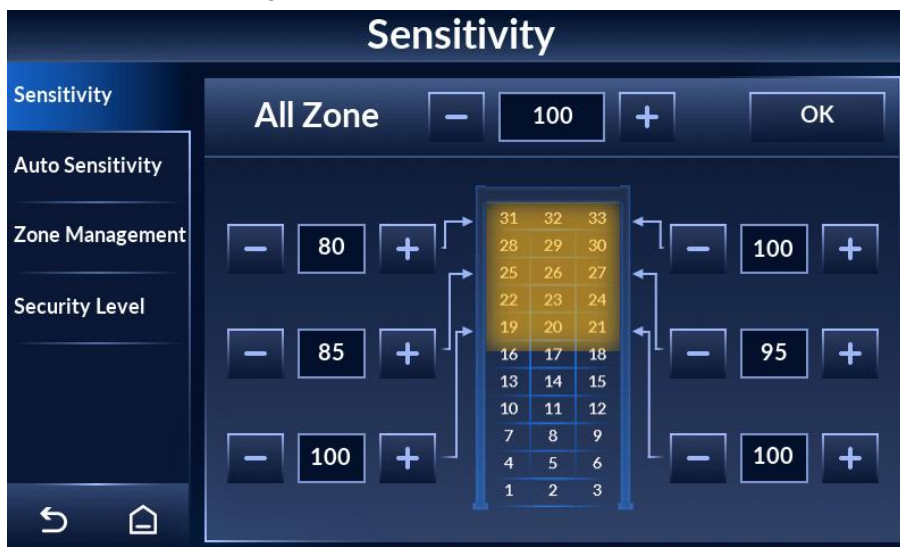 Sensitivity
Sensitivity
Auto Sensitivity
Zone Management
Security Level
All Zone
100
OK
80
85
100
31 32 33
28 29 30
25 26 27
22 23 24
19 20 21
16 17 18
13 14 15
10 11 12
7 8 9
4 5 6
1 2 3
100
95
100